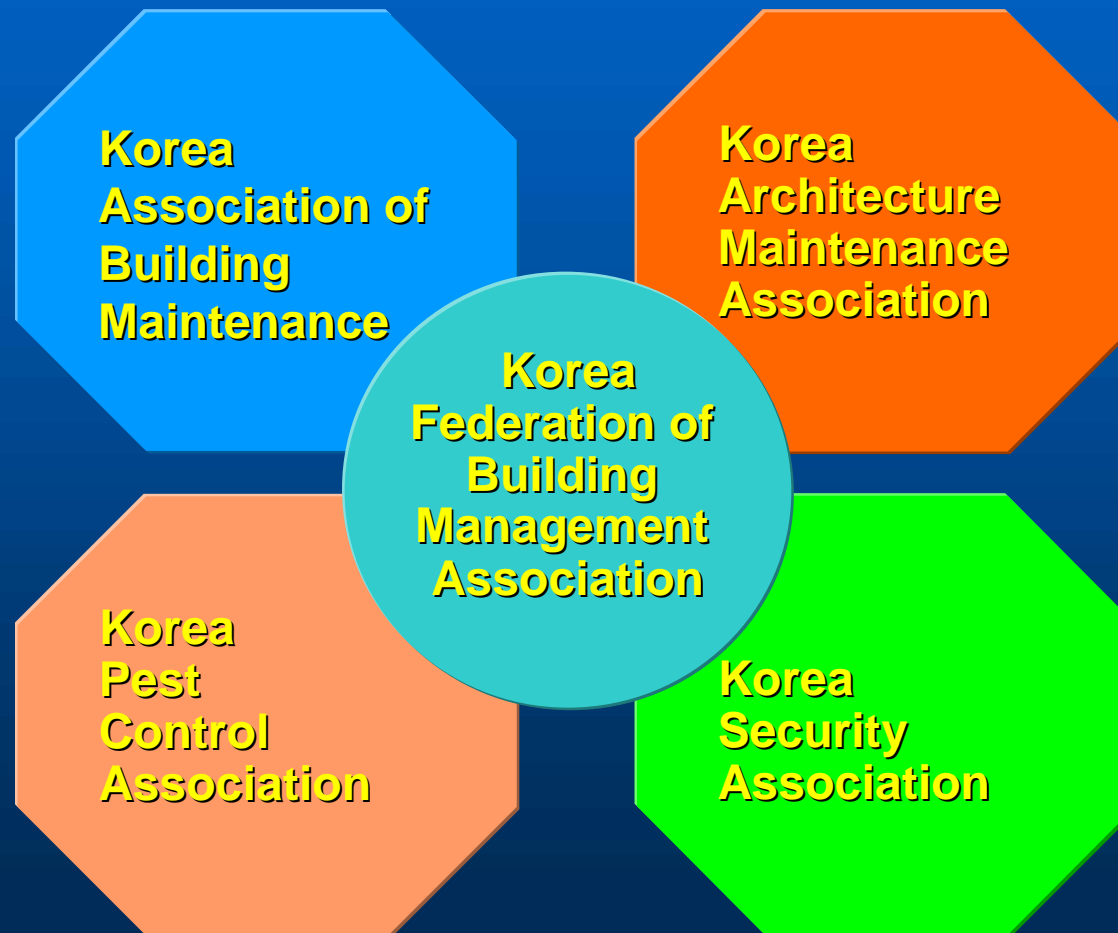 Korea
Association of
Building
Maintenance
Korea
Architecture
Maintenance
Association
Korea
Federation of
Building
Management
Association
Korea
Pest
Control
Association
Korea
Security
Association